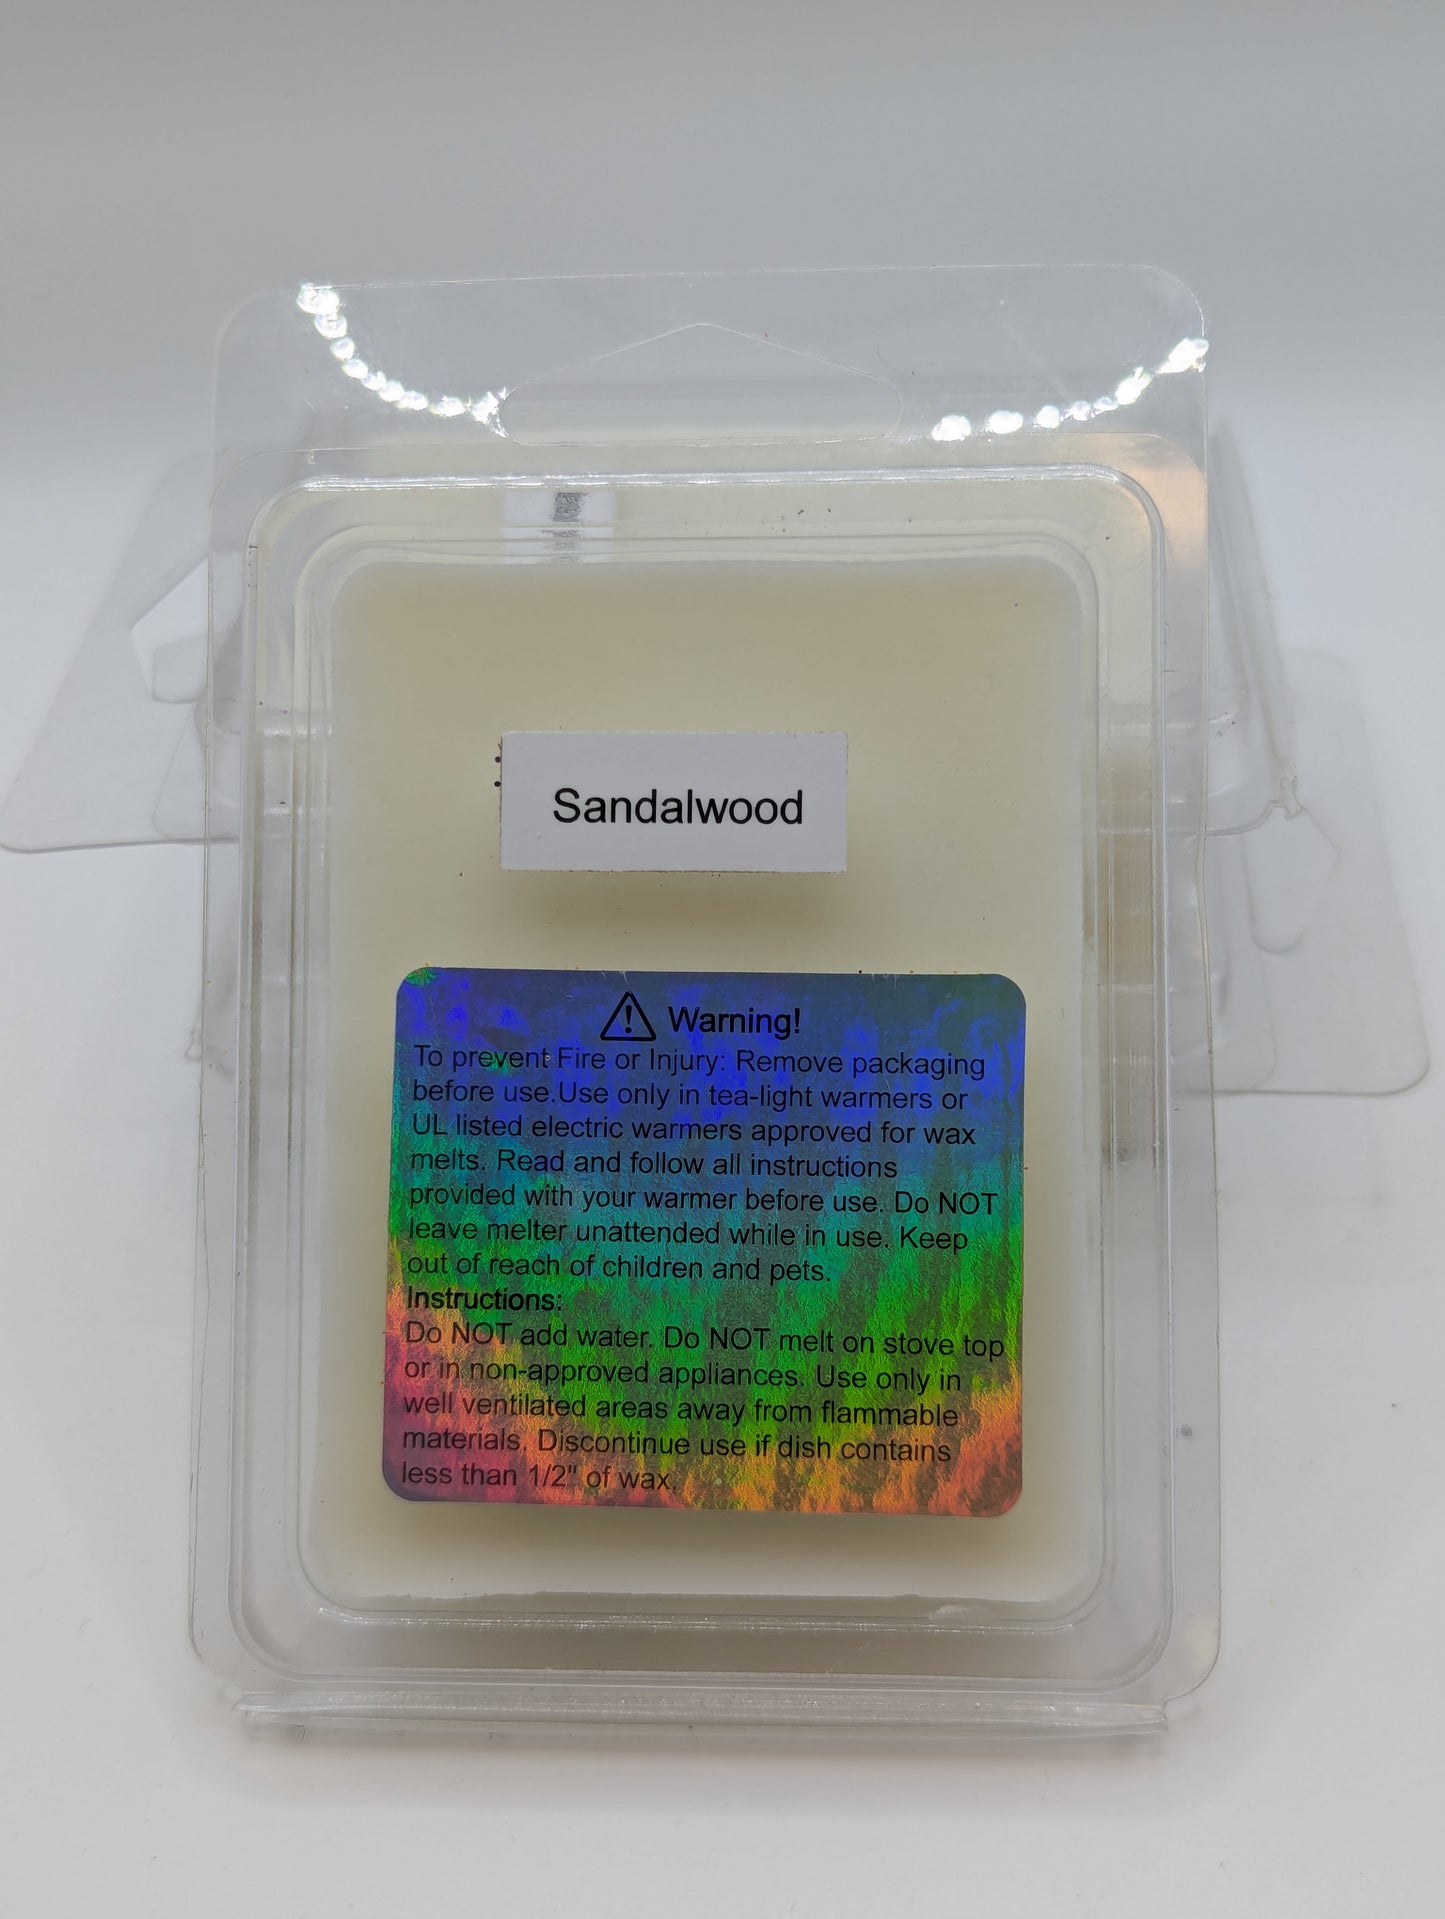 Sandalwood
Warning!
To prevent Fire or Injury: Remove packaging
before use.Use only in tea-light warmers or
UL listed electric warmers approved for wax
melts. Read and follow all instructions
provided with your warmer before use. Do NOT
leave melter unattended while in use. Keep
out of reach of children and pets.
Instructions:
Do NOT add water. Do NOT melt on stove top
or in non-approved appliances. Use only in
well ventilated areas away from flammable
materials. Discontinue use if dish contains
less than 1/2" of wax.